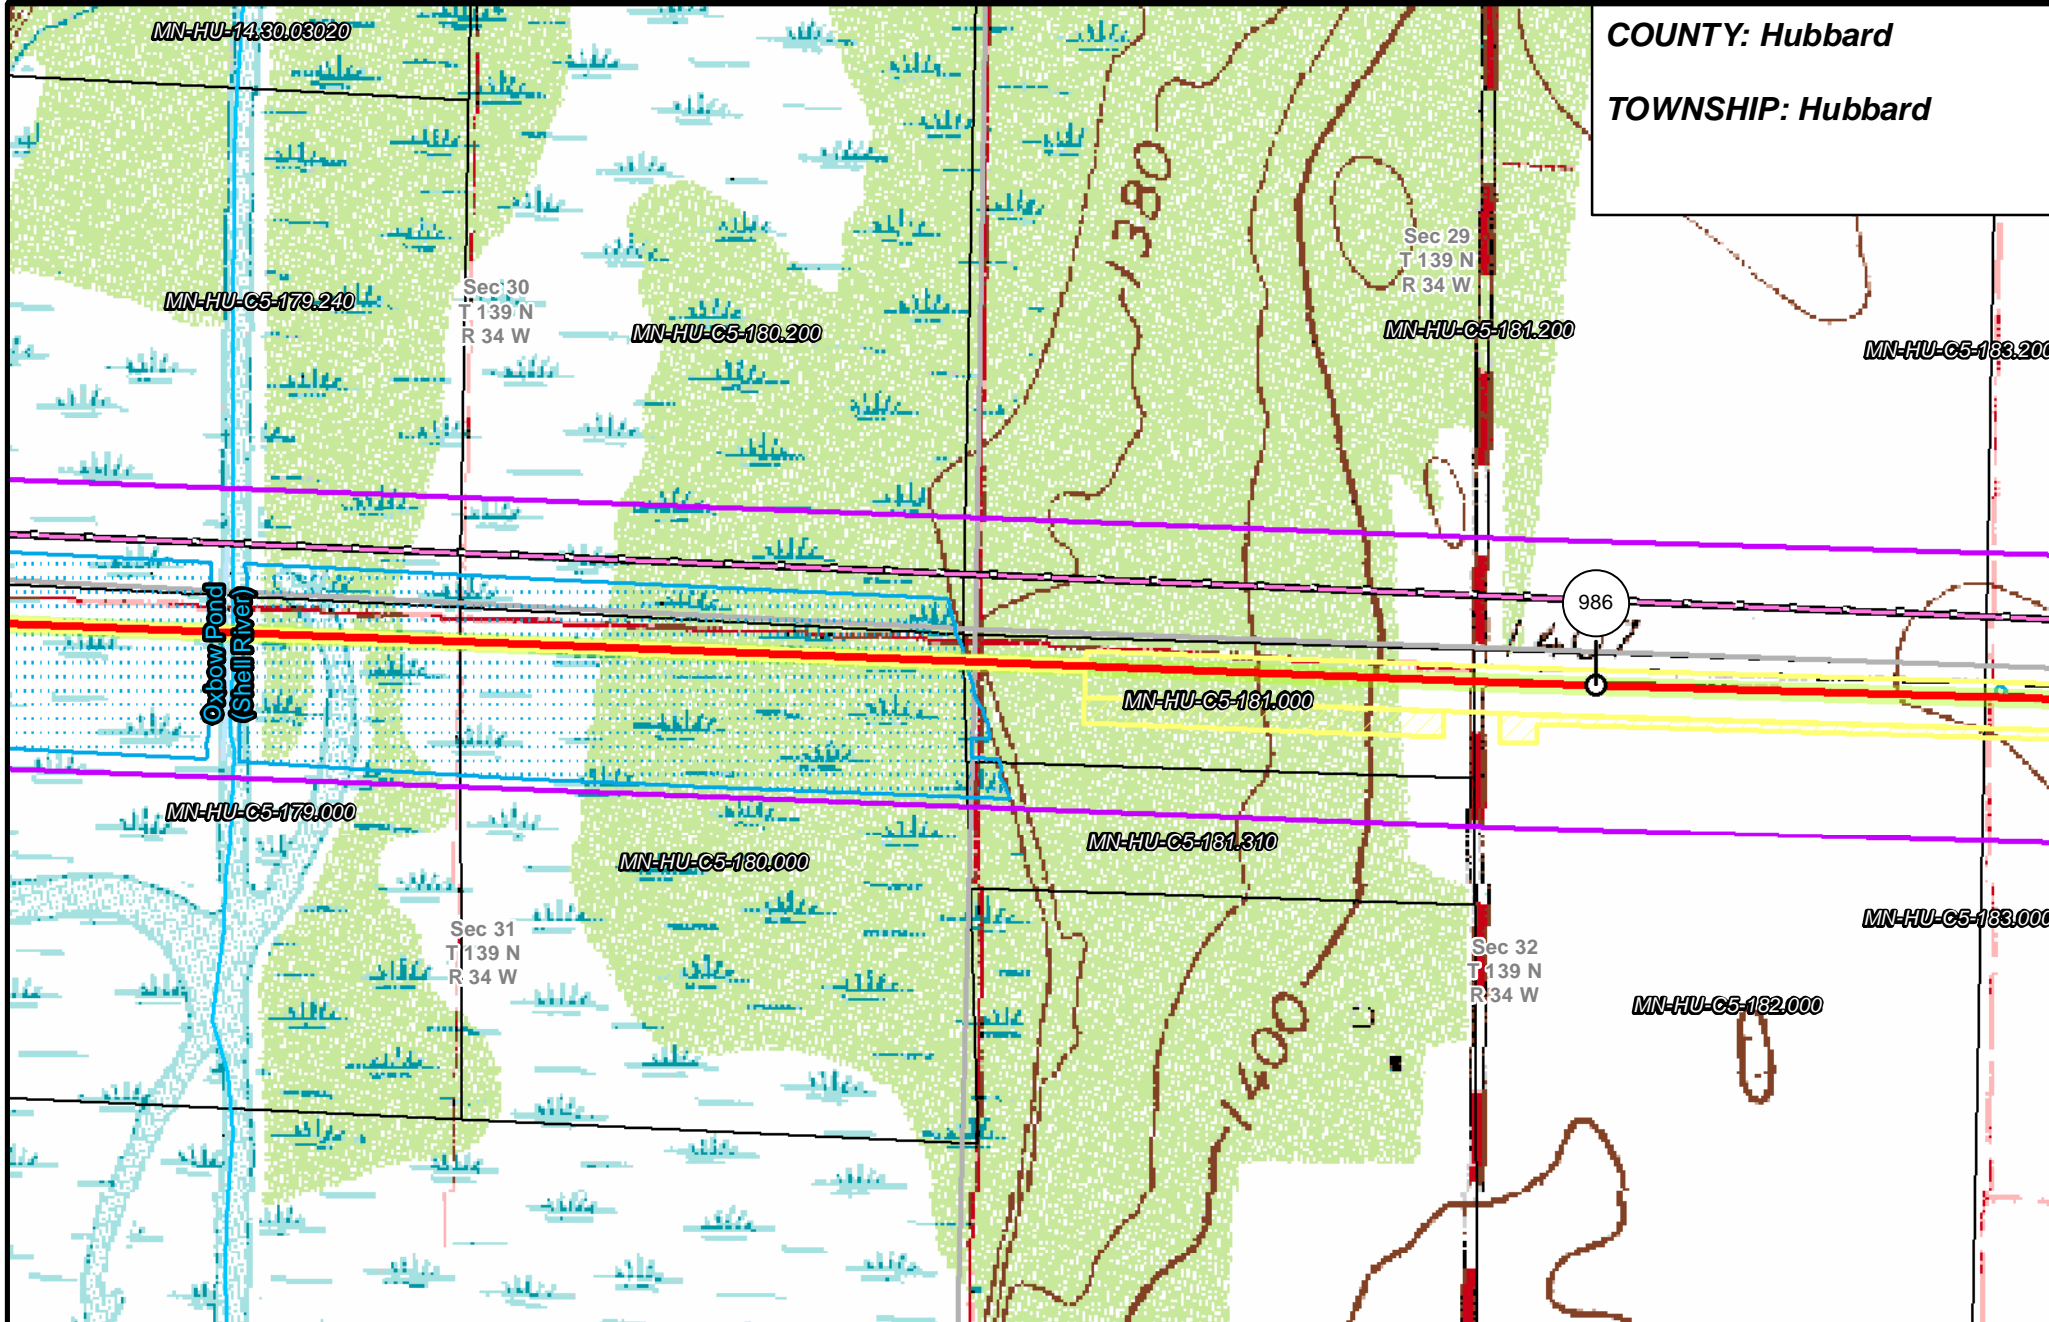 COUNTY: Hubbard
TOWNSHIP: Hubbard
MN-HU-14.30.03020
1380
Sec 29
T 139 N
R 34 W
Sec 30
T 139 N
R 34 W
MN-HU-C5-179.240
MN-HU-C5-180.200
MN-HU-C5-181.200
MN-HU-C5-183.200
986
1407
Oxbow Pond
(Shell River)
MN-HU-C5-181.000
MN-HU-C5-179.000
MN-HU-C5-180.000
MN-HU-C5-181.310
Sec 31
T 139 N
R 34 W
Sec 32
T 139 N
R 34 W
MN-HU-C5-183.000
MN-HU-C5-182.000
1400